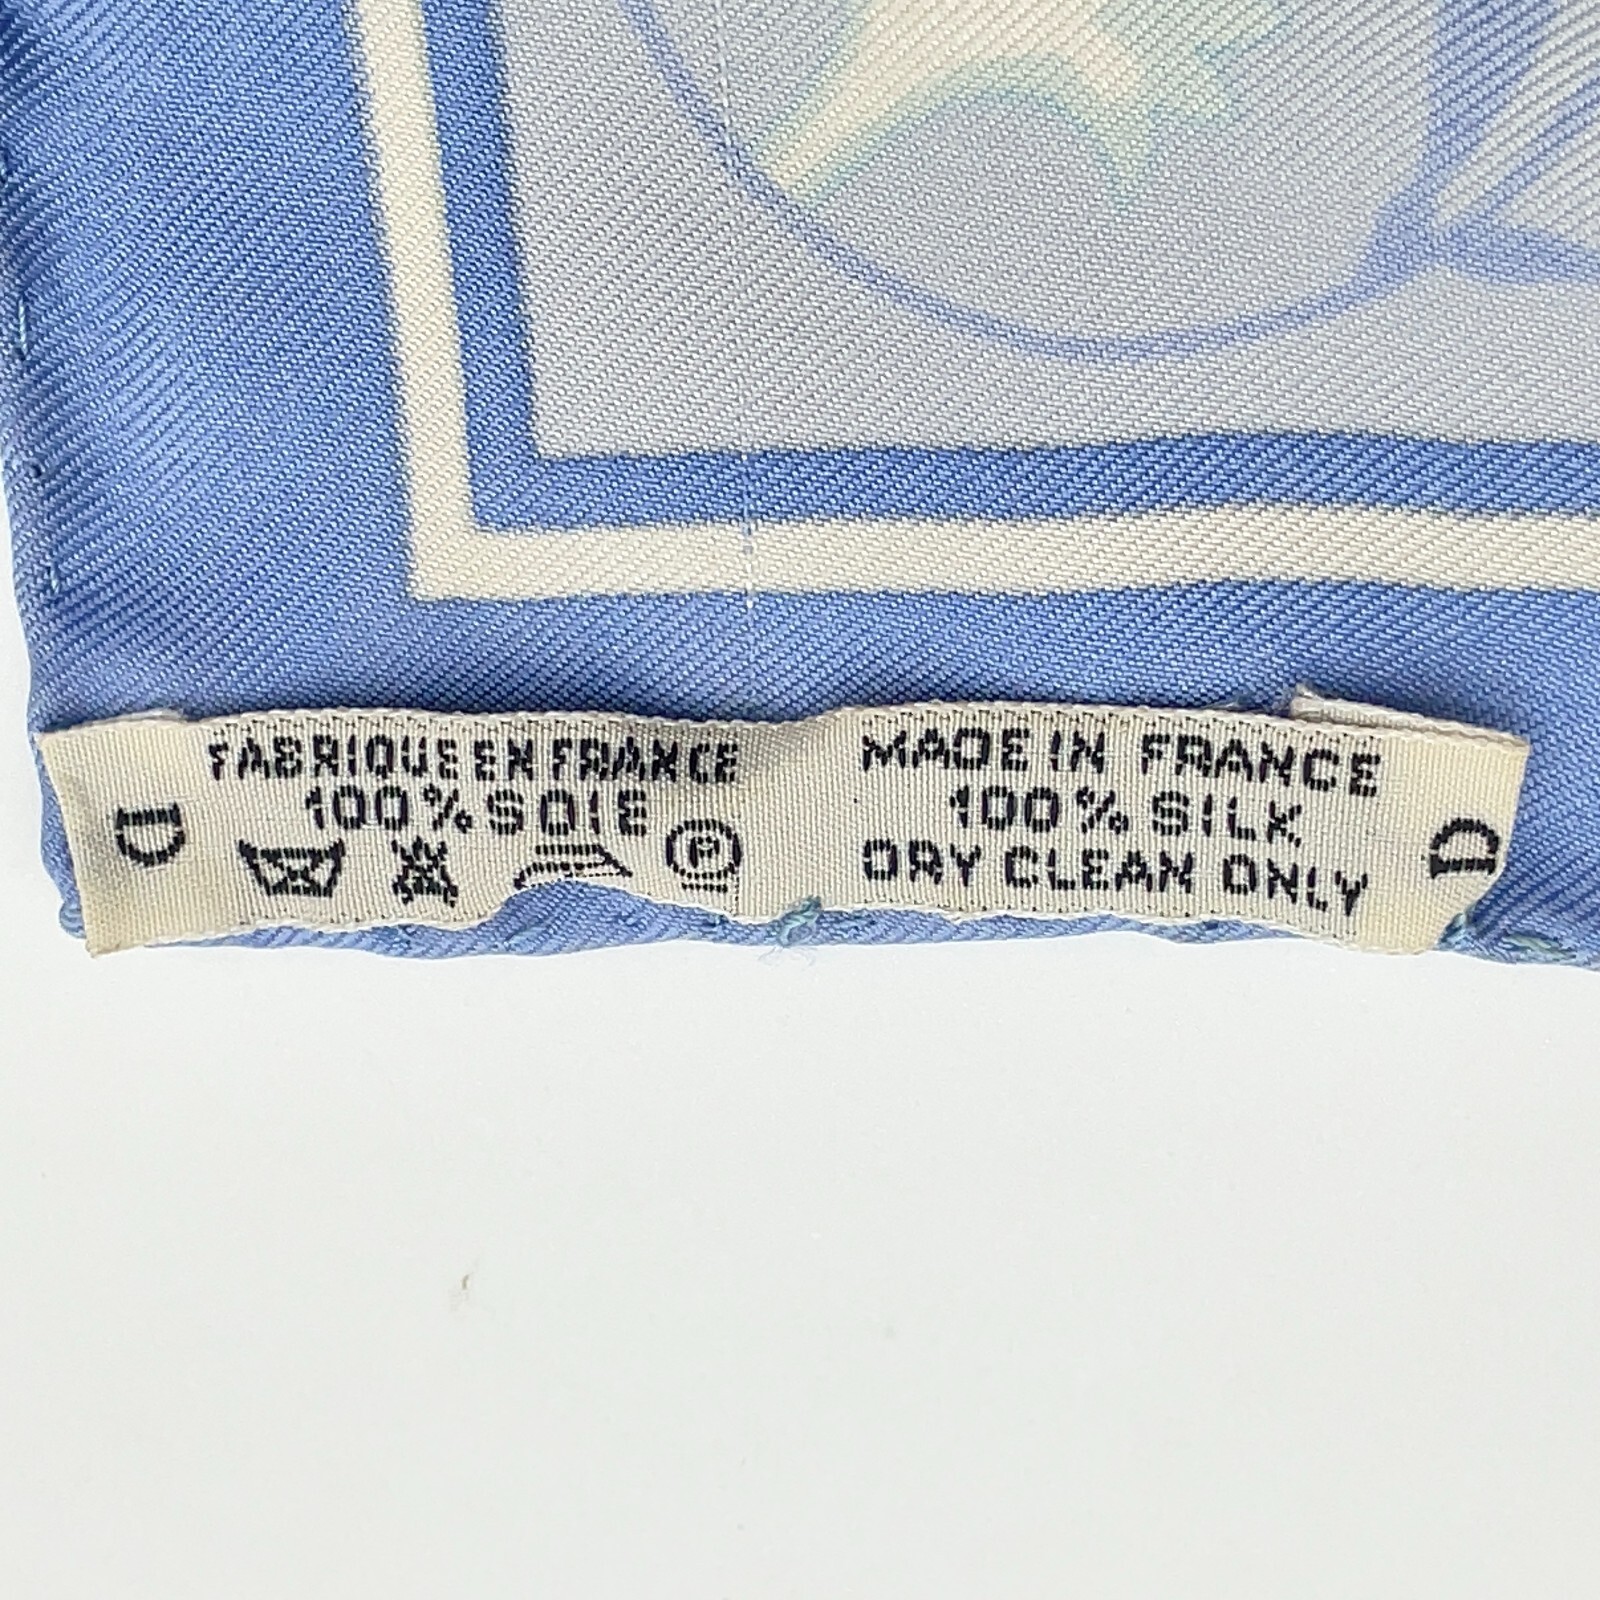 D
FABRIQUE EN FRANCE
100% SOIE
P
MADE IN FRANCE
100% SILK
DRY CLEAN ONLY
D